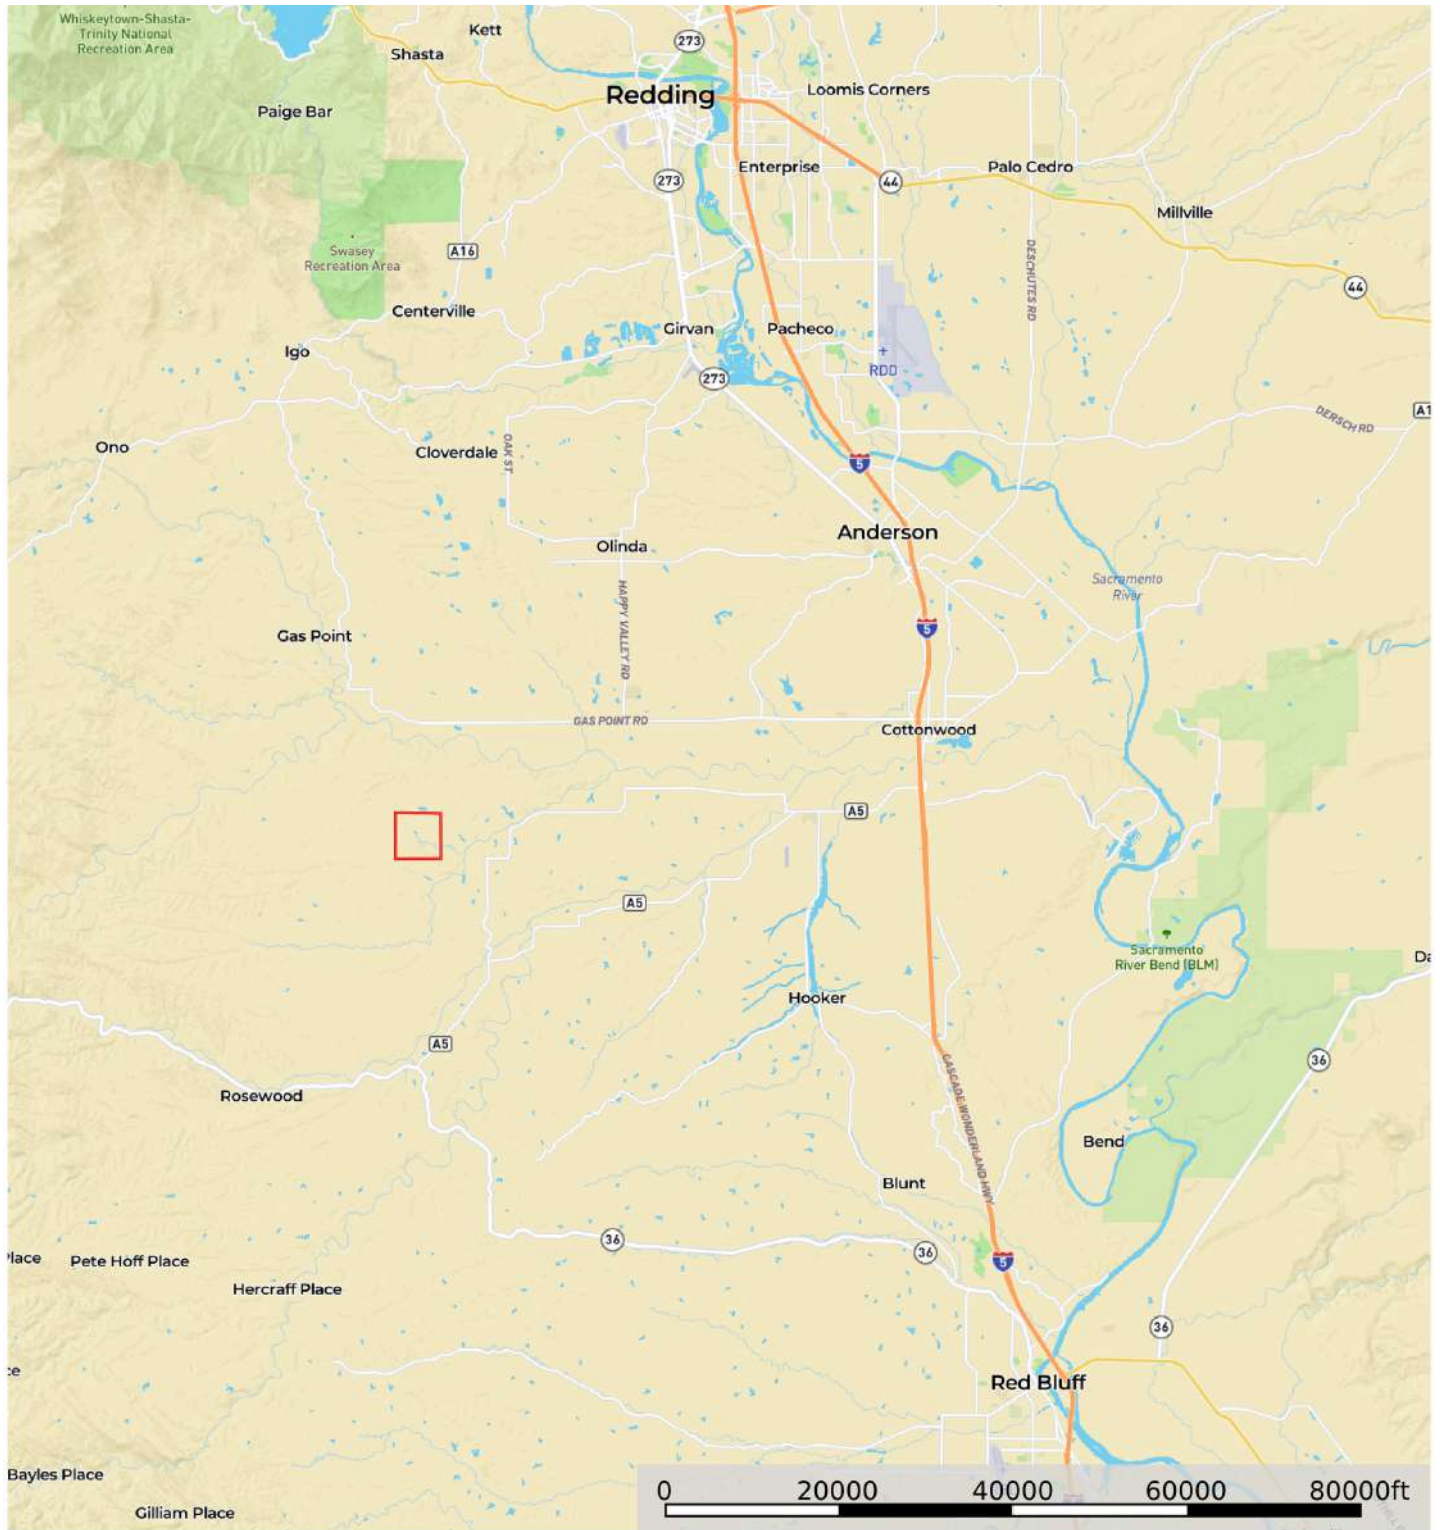 Whiskeytown-Shasta-
Trinity National
Recreation Area
Kett
Shasta
273
Redding
Loomis Corners
Paige Bar
Enterprise
Palo Cedro
273
44
Millville
Swasey
Recreation Area
A16
DESCHUTES RD
44
Centerville
Girvan
Pacheco
Igo
RDD
273
DERSCH RD
A1
Ono
Cloverdale
OAK ST
5
Anderson
Olinda
Sacramento
River
HAPPY VALLEY RD
5
Gas Point
GAS POINT RD
Cottonwood
A5
A5
Sacramento
River Bend (BLM)
Da
Hooker
A5
CASCADE WONDERLAND HWY
36
Rosewood
Bend
Blunt
36
36
5
Place
Pete Hoff Place
Hercraff Place
36
ce
Red Bluff
Bayles Place
Gilliam Place
0
20000
40000
60000
80000ft